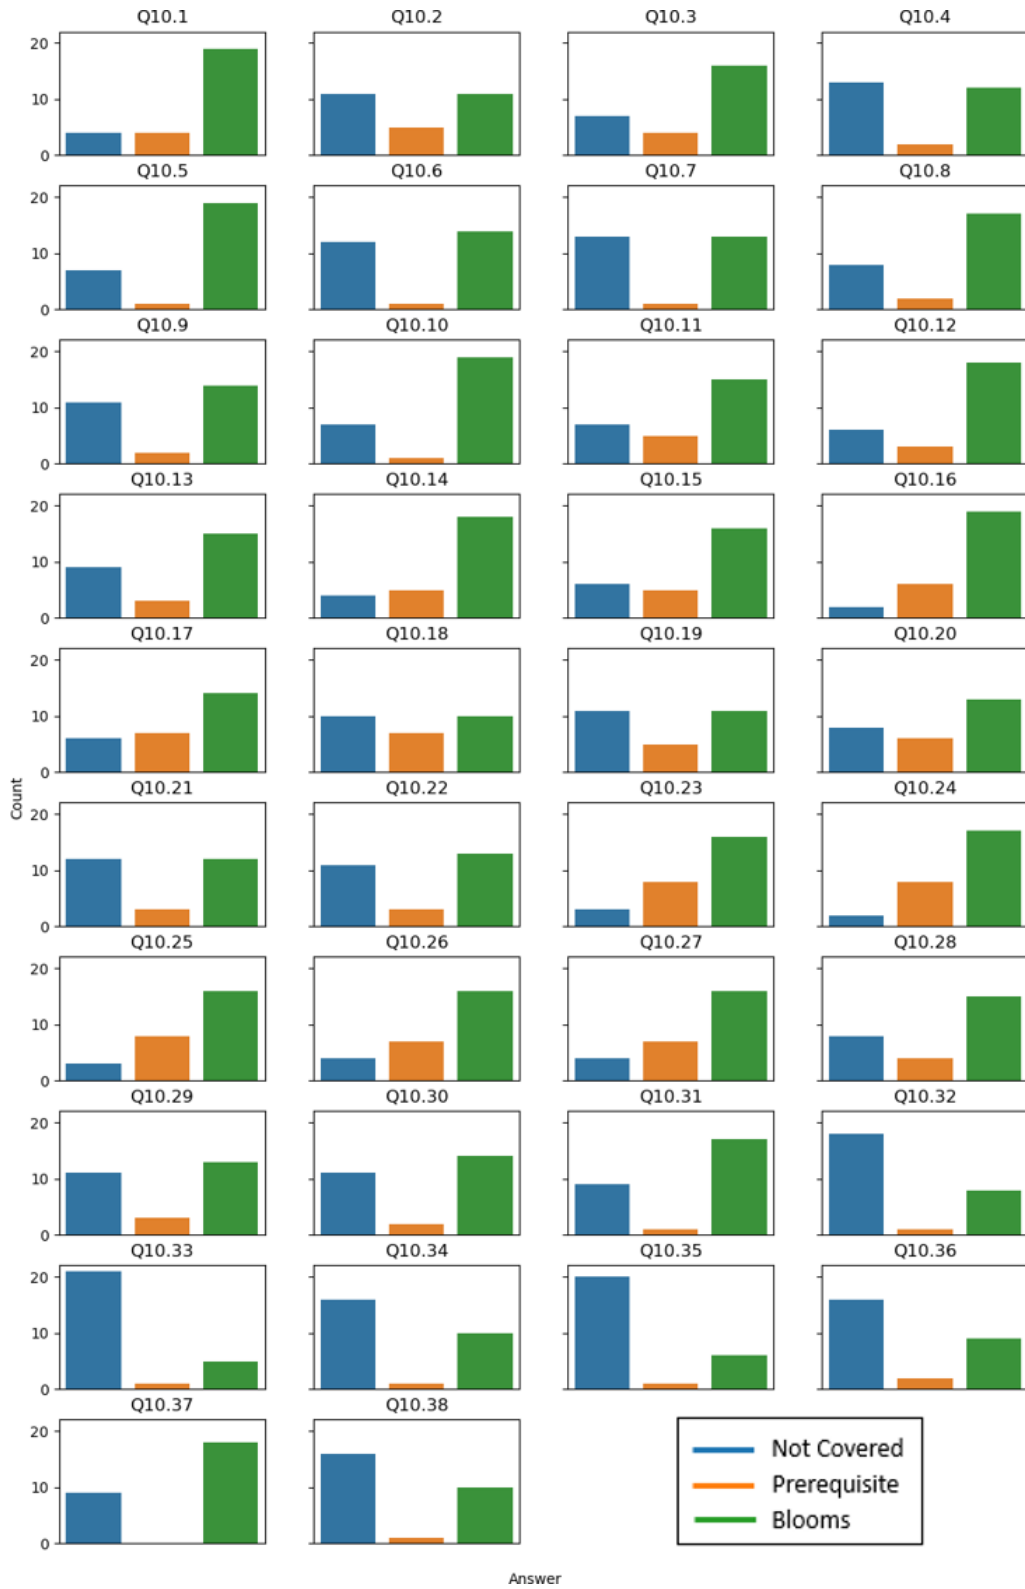 Q10.1 Q10.2 Q10.3 Q10.4
20
10
0
Q10.5 Q10.6 Q10.7 Q10.8
20
10
0
Q10.9 Q10.10 Q10.11 Q10.12
20
10
0
Q10.13 Q10.14 Q10.15 Q10.16
20
10
0
Q10.17 Q10.18 Q10.19 Q10.20
20
10
0
Count
Q10.21 Q10.22 Q10.23 Q10.24
20
10
0
Q10.25 Q10.26 Q10.27 Q10.28
20
10
0
Q10.29 Q10.30 Q10.31 Q10.32
20
10
0
Q10.33 Q10.34 Q10.35 Q10.36
20
10
0
Q10.37 Q10.38
20
10
0
Not Covered
Prerequisite
Blooms
Answer